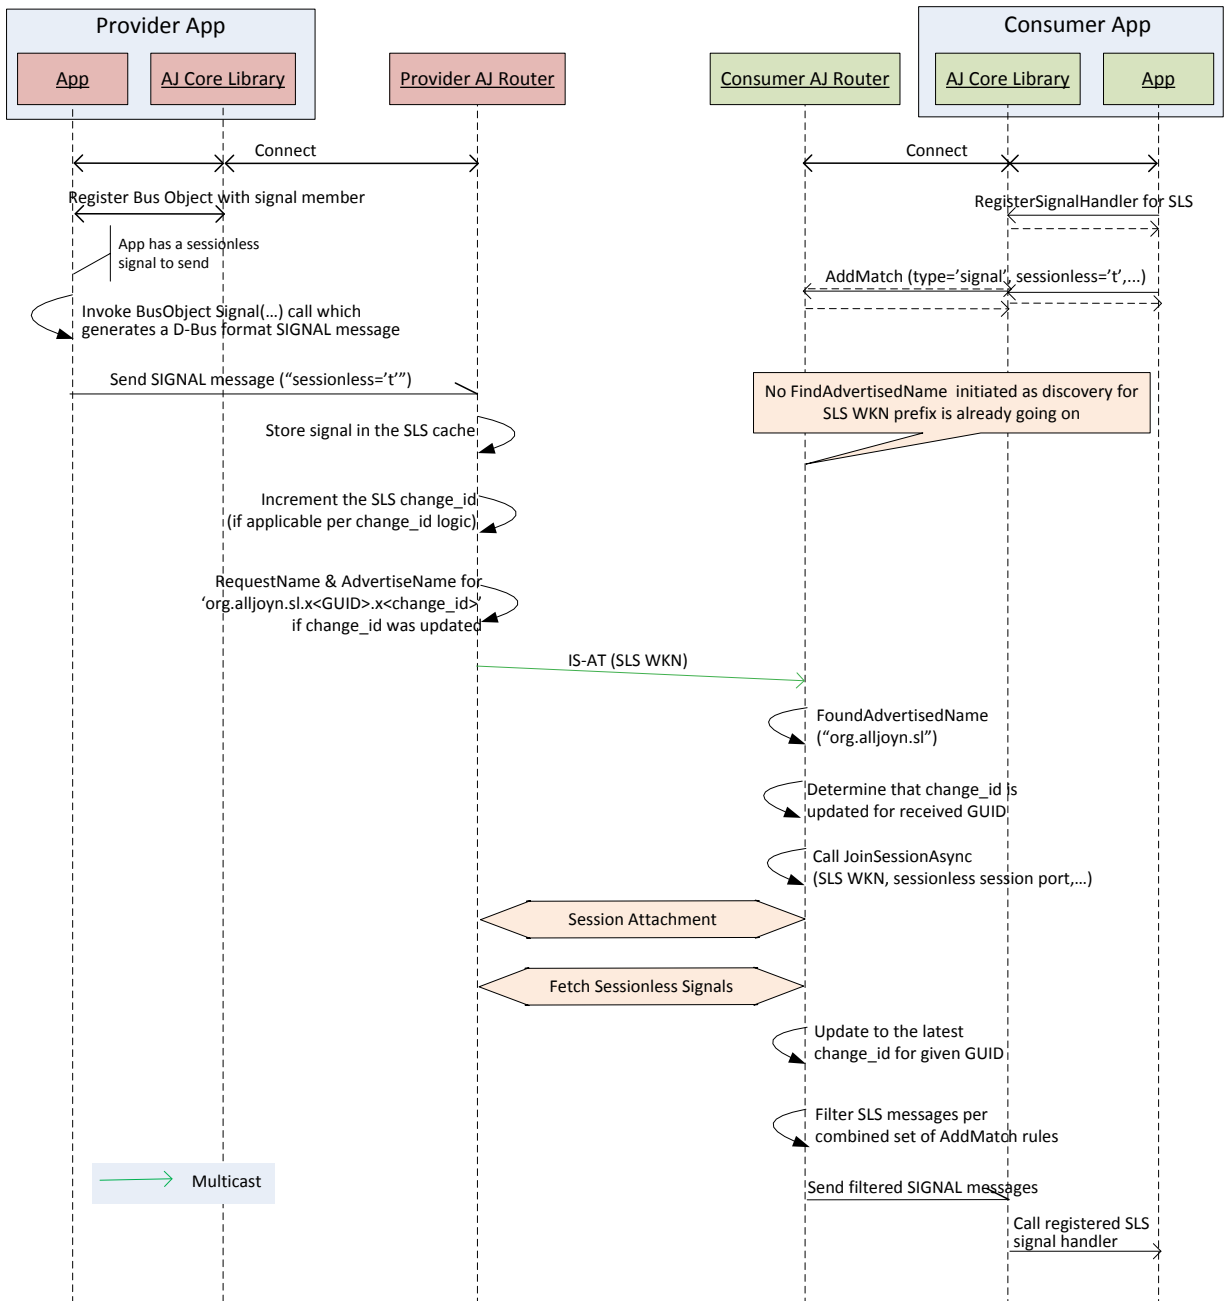 Provider App
Consumer App
App
AJ Core Library
Provider AJ Router
Consumer AJ Router
AJ Core Library
App
Connect
Connect
Register Bus Object with signal member
RegisterSignalHandler for SLS
App has a sessionless
signal to send
AddMatch (type=’signal’, sessionless=’t’,...)
Invoke BusObject Signal(…) call which
generates a D-Bus format SIGNAL message
Send SIGNAL message (“sessionless=’t’”)
No FindAdvertisedName initiated as discovery for
SLS WKN prefix is already going on
Store signal in the SLS cache
Increment the SLS change_id
(if applicable per change_id logic)
RequestName & AdvertiseName for
‘org.alljoyn.sl.x<GUID>.x<change_id>’
if change_id was updated
IS-AT (SLS WKN)
FoundAdvertisedName
(“org.alljoyn.sl”)
Determine that change_id is
updated for received GUID
Call JoinSessionAsync
(SLS WKN, sessionless session port,…)
Session Attachment
Fetch Sessionless Signals
Update to the latest
change_id for given GUID
Filter SLS messages per
combined set of AddMatch rules
Multicast
Send filtered SIGNAL messages
Call registered SLS
signal handler